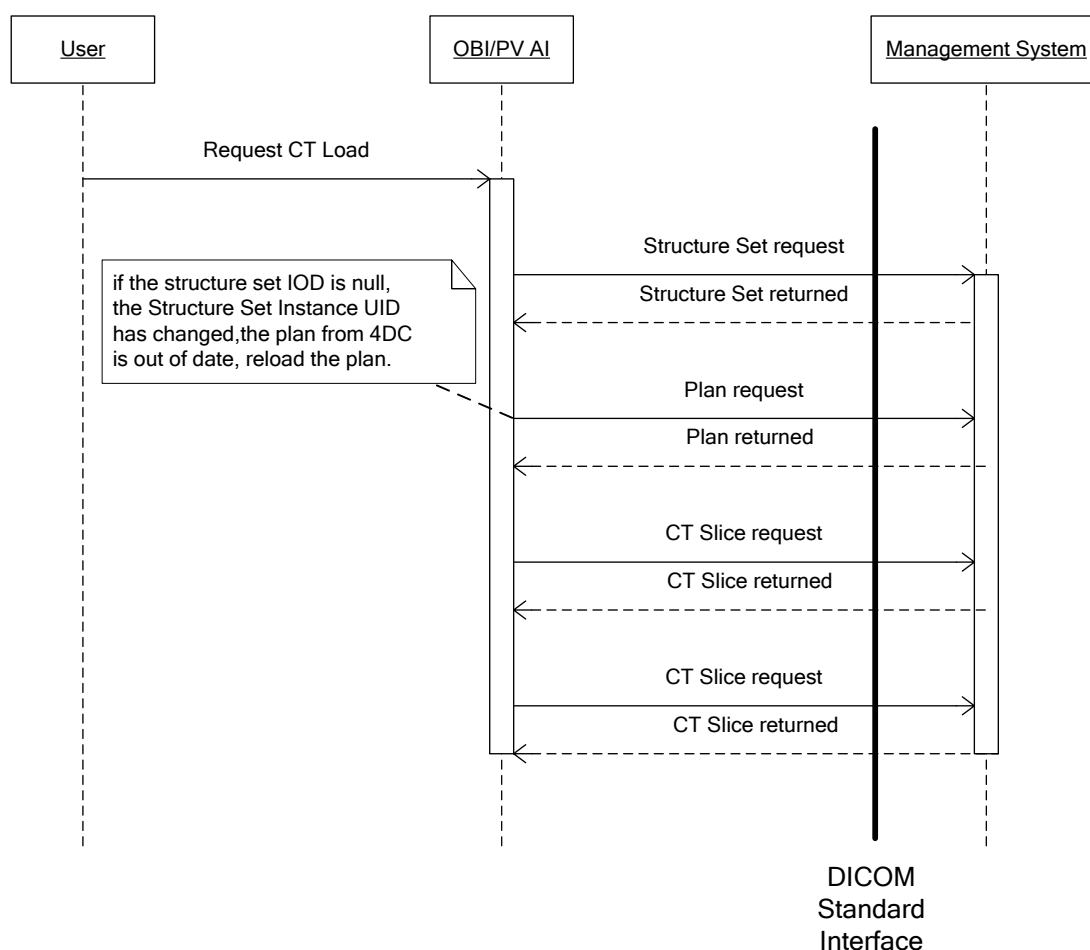 User
OBI/PV AI
Management System
Request CT Load
Structure Set request
Structure Set returned
if the structure set IOD is null,
the Structure Set Instance UID
has changed,the plan from 4DC
is out of date, reload the plan.
Plan request
Plan returned
CT Slice request
CT Slice returned
CT Slice request
CT Slice returned
DICOM
Standard
Interface